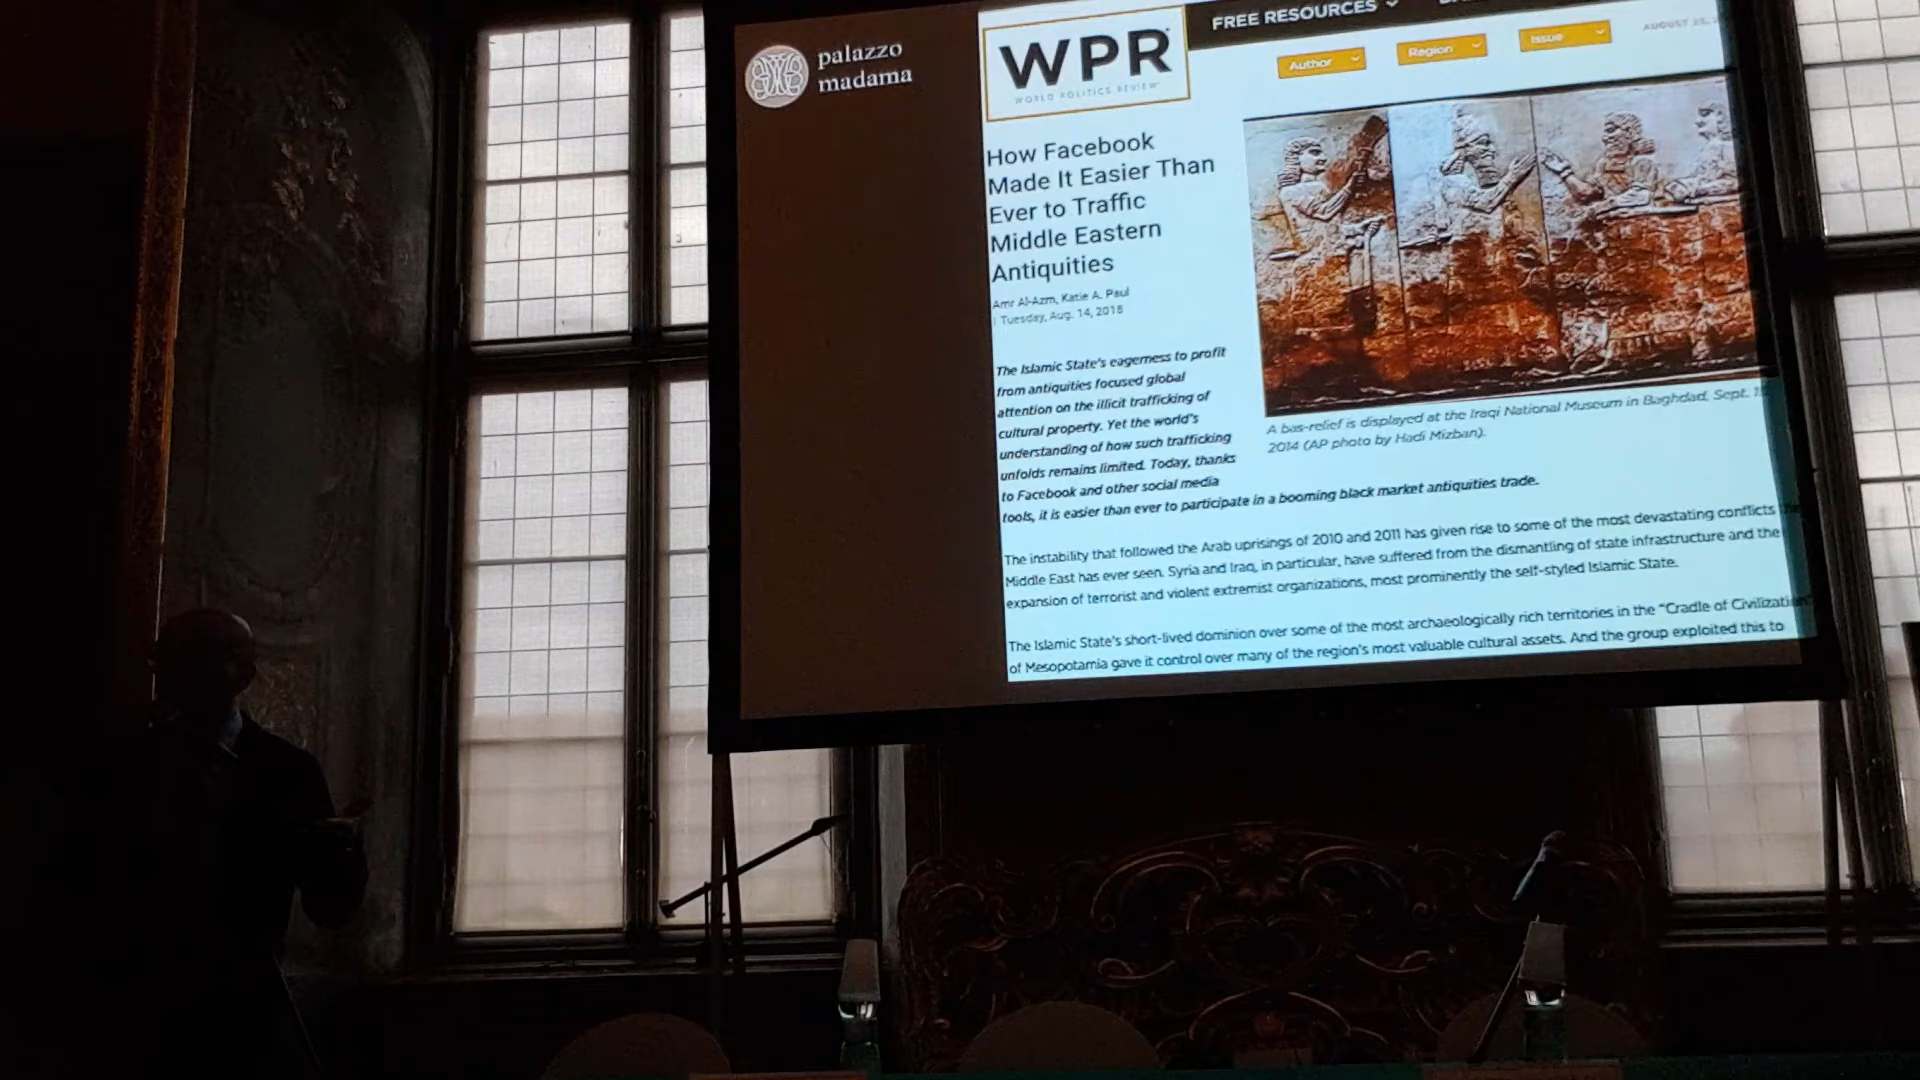 palazzo
madama
WPR
WORLD POLITICS REVIEW
FREE RESOURCES
Author
Region
Issue
AUGUST 23,
How Facebook
Made It Easier Than
Ever to Traffic
Middle Eastern
Antiquities
Amr Al-Azm, Katie A. Paul
| Tuesday, Aug. 14, 2018
The Islamic State's eagerness to profit
from antiquities focused global
attention on the illicit trafficking of
cultural property. Yet the world's
understanding of how such trafficking
unfolds remains limited. Today, thanks
to Facebook and other social media
tools, it is easier than ever to participate in a booming black market antiquities trade.
A bas-relief is displayed at the Iraqi National Museum in Baghdad, Sept.
2014 (AP photo by Hadi Mizban).
The instability that followed the Arab uprisings of 2010 and 2011 has given rise to some of the most devastating conflicts
Middle East has ever seen. Syria and Iraq, in particular, have suffered from the dismantling of state infrastructure and the
expansion of terrorist and violent extremist organizations, most prominently the self-styled Islamic State.
The Islamic State's short-lived dominion over some of the most archaeologically rich territories in the "Cradle of Civilization"
of Mesopotamia gave it control over many of the region's most valuable cultural assets. And the group exploited this to